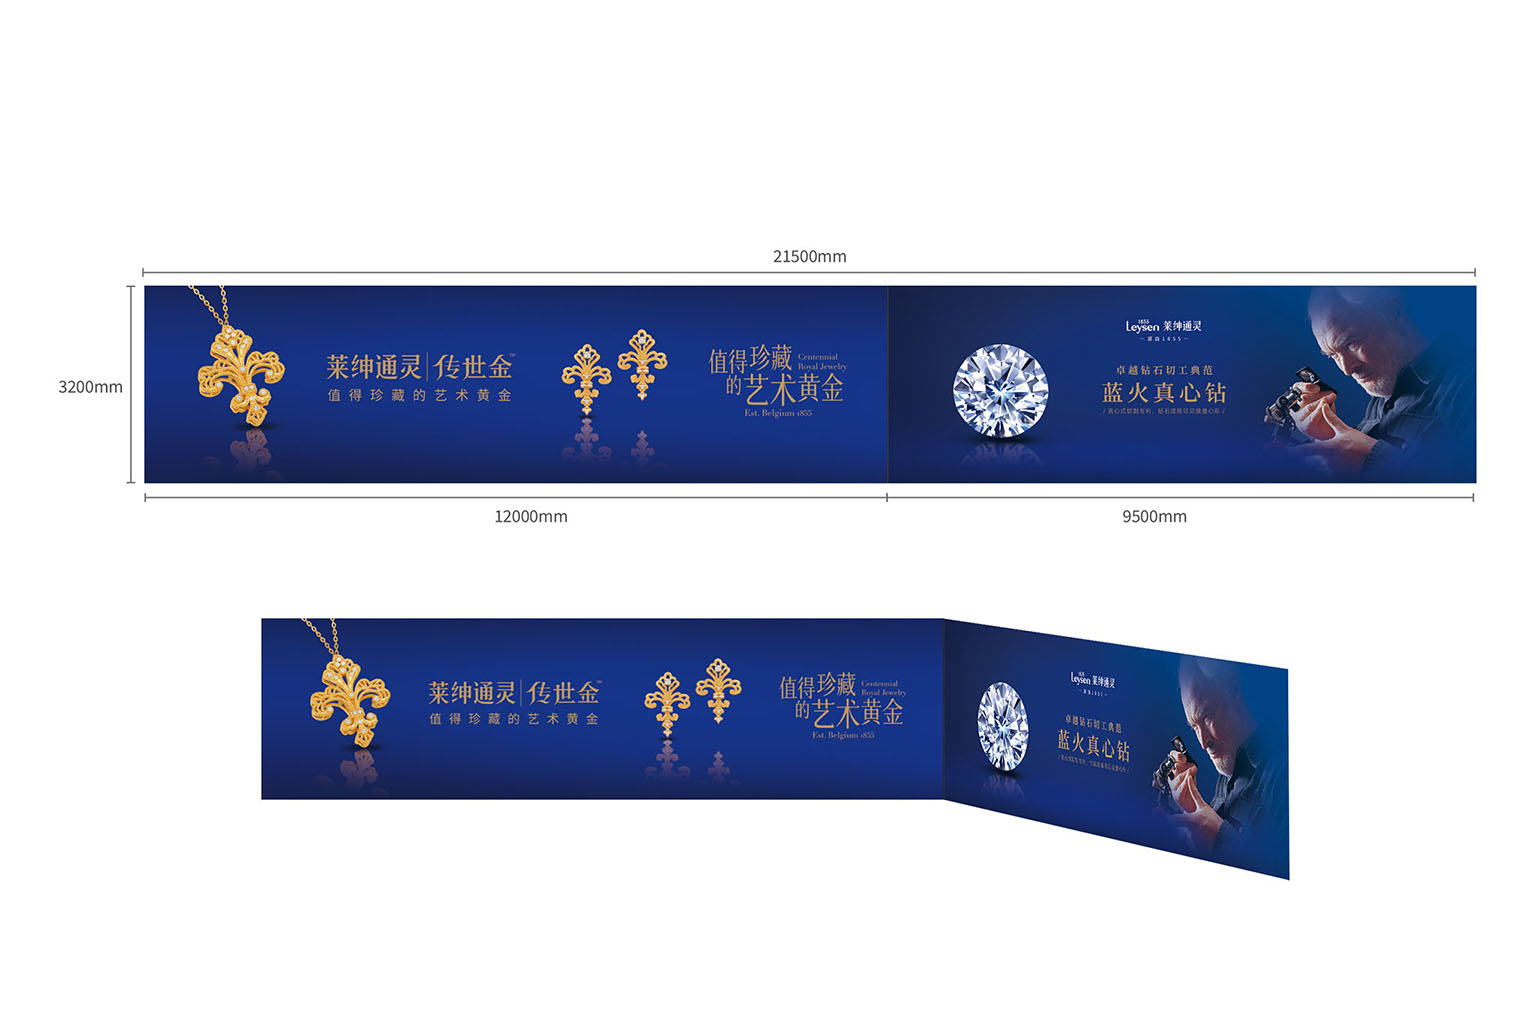 21500mm
3200mm
莱绅通灵|传世金™
值得珍藏的艺术黄金
值得珍藏
的艺术黄金
Centennial
Royal Jewelry
Est. Belgium 1855
1855
Leysen 莱绅通灵
卓越钻石切工典范
蓝火真心钻
12000mm
9500mm
莱绅通灵|传世金™
值得珍藏的艺术黄金
值得珍藏
的艺术黄金
Centennial
Royal Jewelry
Est. Belgium 1855
Leysen 莱绅通灵
卓越钻石切工典范
蓝火真心钻